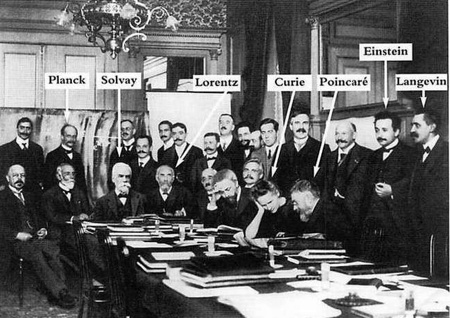 Planck
Solvay
Lorentz
Curie
Poincaré
Einstein
Langevin